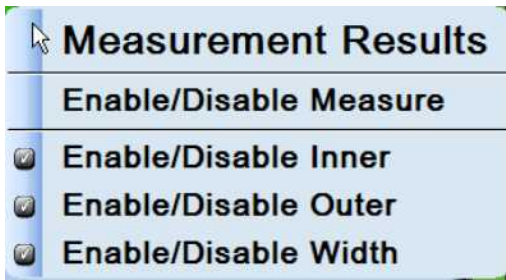 Measurement Results
Enable/Disable Measure
Enable/Disable Inner
Enable/Disable Outer
Enable/Disable Width